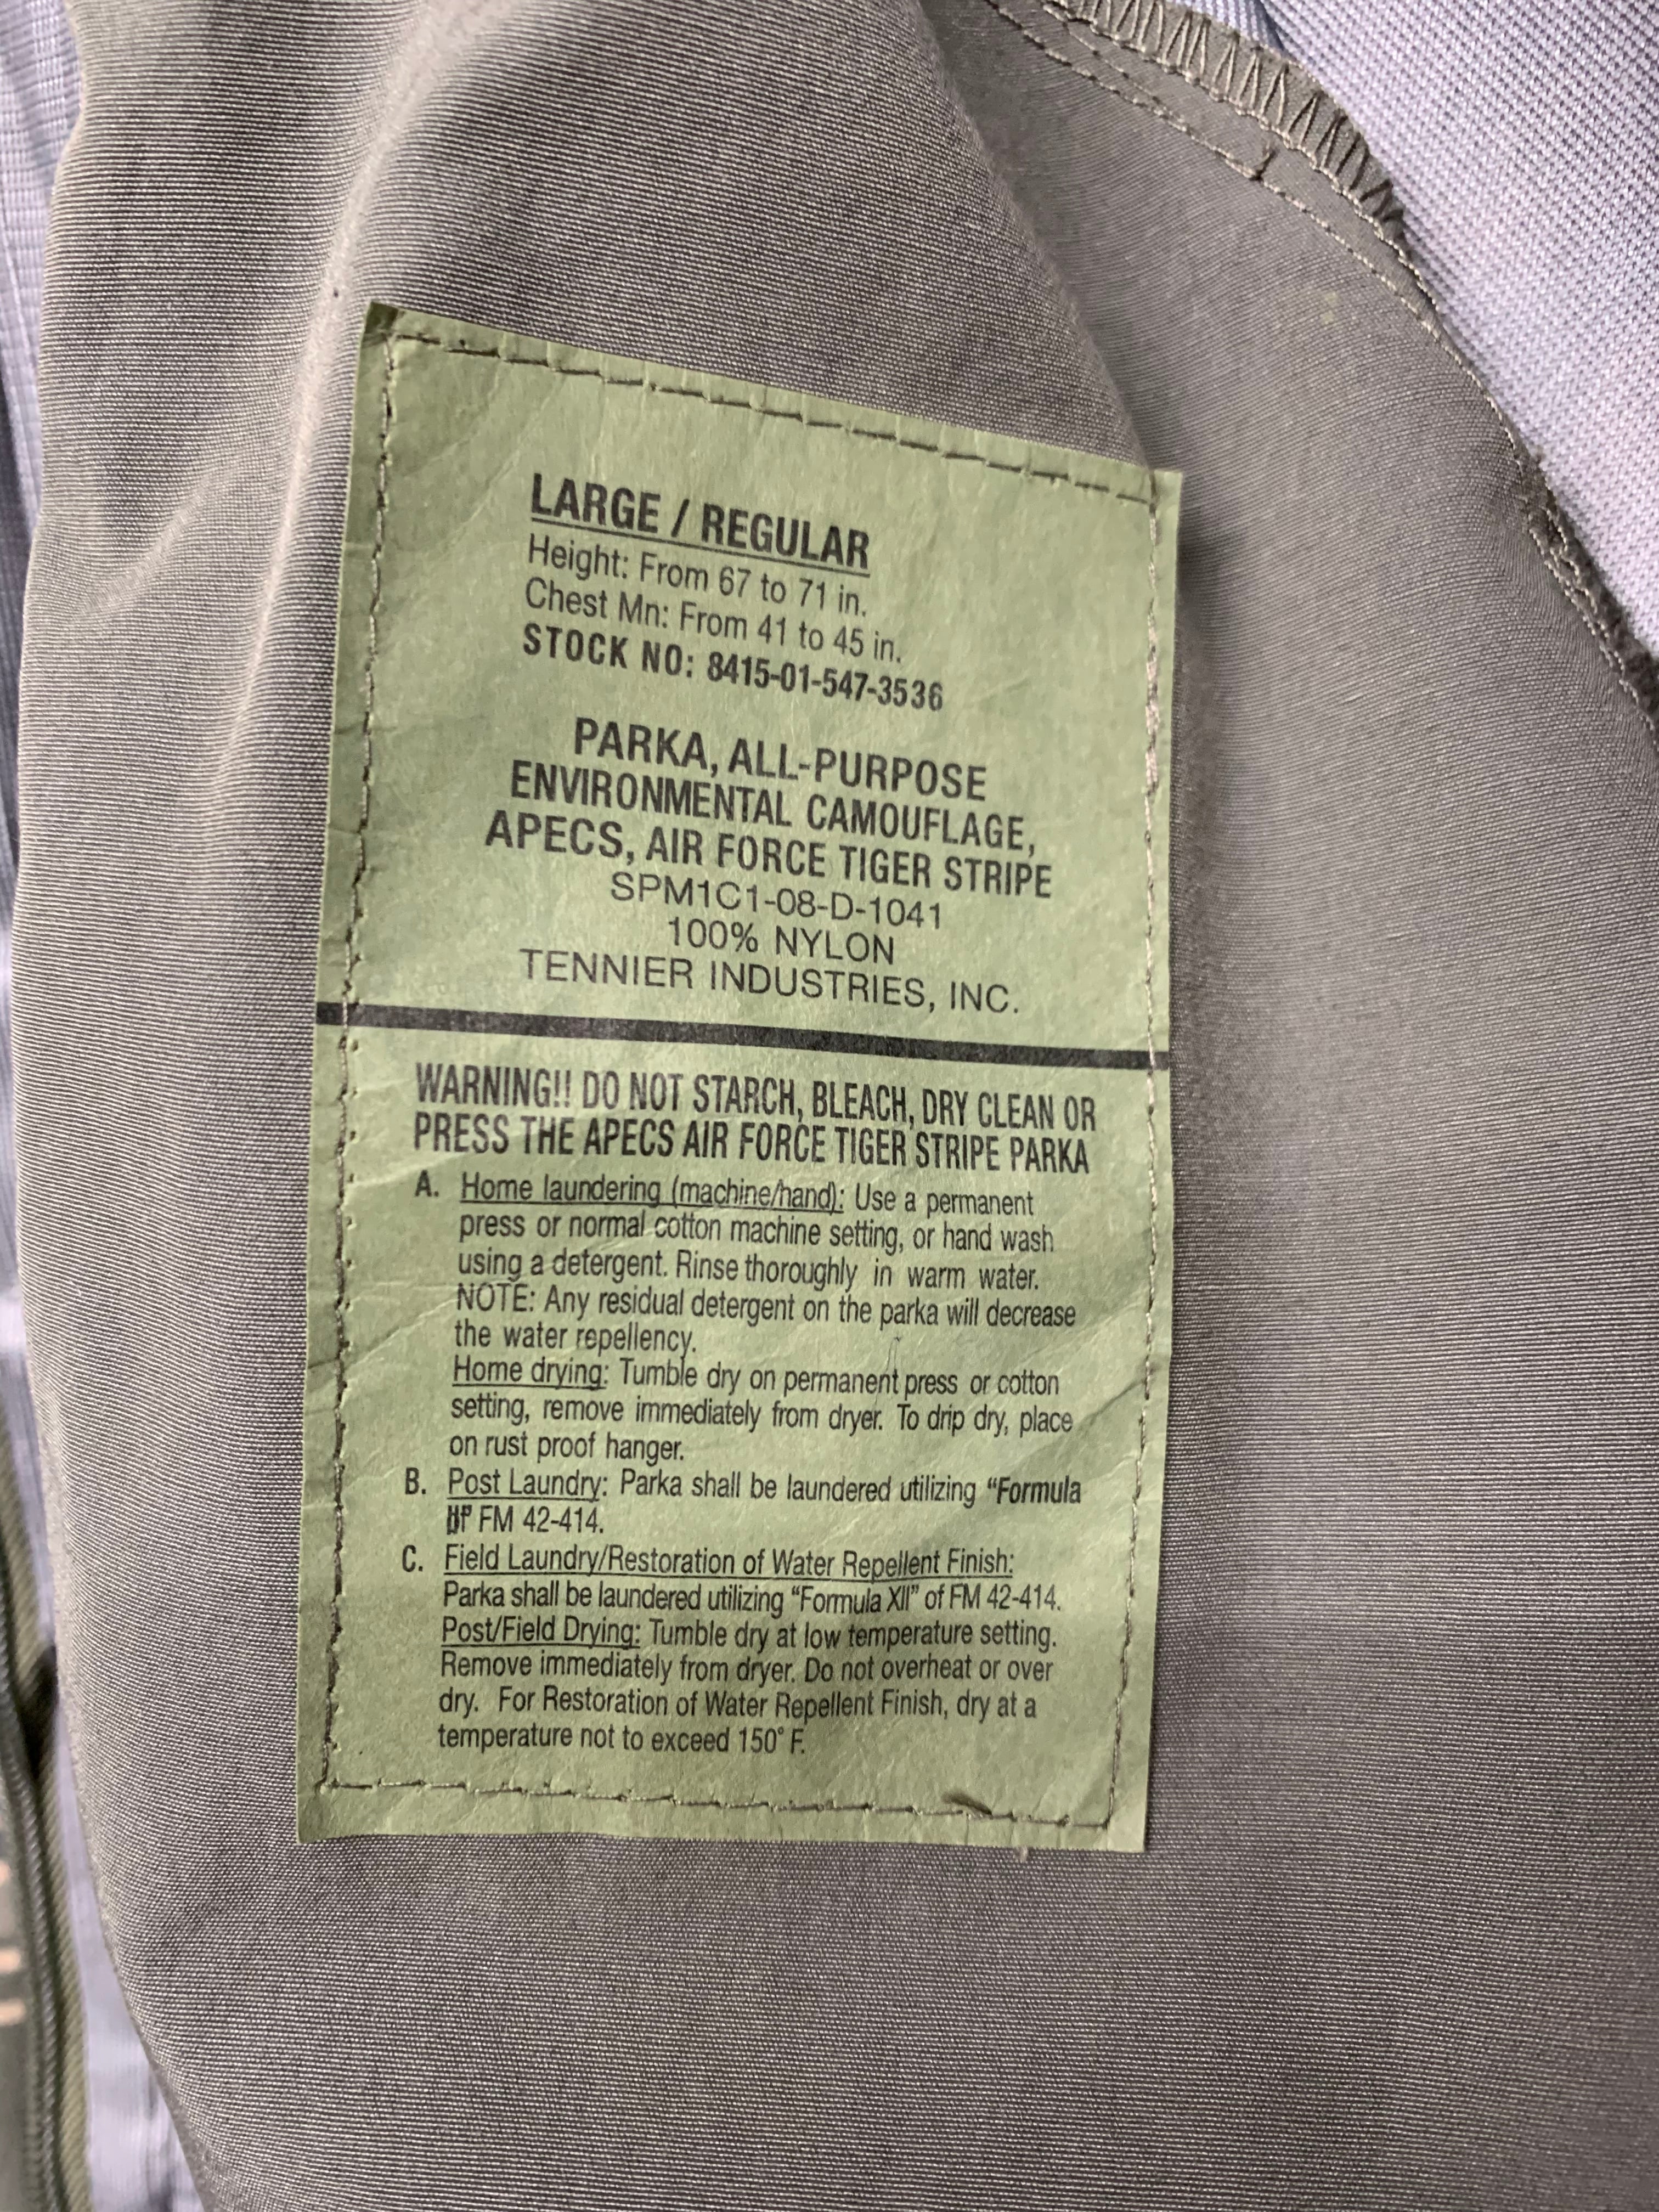 LARGE / REGULAR
Height: From 67 to 71 in.
Chest Mn: From 41 to 45 in.
STOCK NO: 8415-01-547-3536
PARKA, ALL-PURPOSE
ENVIRONMENTAL CAMOUFLAGE,
APECS, AIR FORCE TIGER STRIPE
SPM1C1-08-D-1041
100% NYLON
TENNIER INDUSTRIES, INC.
WARNING!! DO NOT STARCH, BLEACH, DRY CLEAN OR
PRESS THE APECS AIR FORCE TIGER STRIPE PARKA
A. Home laundering (machine/hand): Use a permanent
press or normal cotton machine setting, or hand wash
using a detergent. Rinse thoroughly in warm water.
NOTE: Any residual detergent on the parka will decrease
the water repellency.
Home drying: Tumble dry on permanent press or cotton
setting, remove immediately from dryer. To drip dry, place
on rust proof hanger.
B. Post Laundry: Parka shall be laundered utilizing “Formula
FM 42-414.
C. Field Laundry/Restoration of Water Repellent Finish:
Parka shall be laundered utilizing “Formula XII” of FM 42-414.
Post/Field Drying: Tumble dry at low temperature setting.
Remove immediately from dryer. Do not overheat or over
dry. For Restoration of Water Repellent Finish, dry at a
temperature not to exceed 150° F.